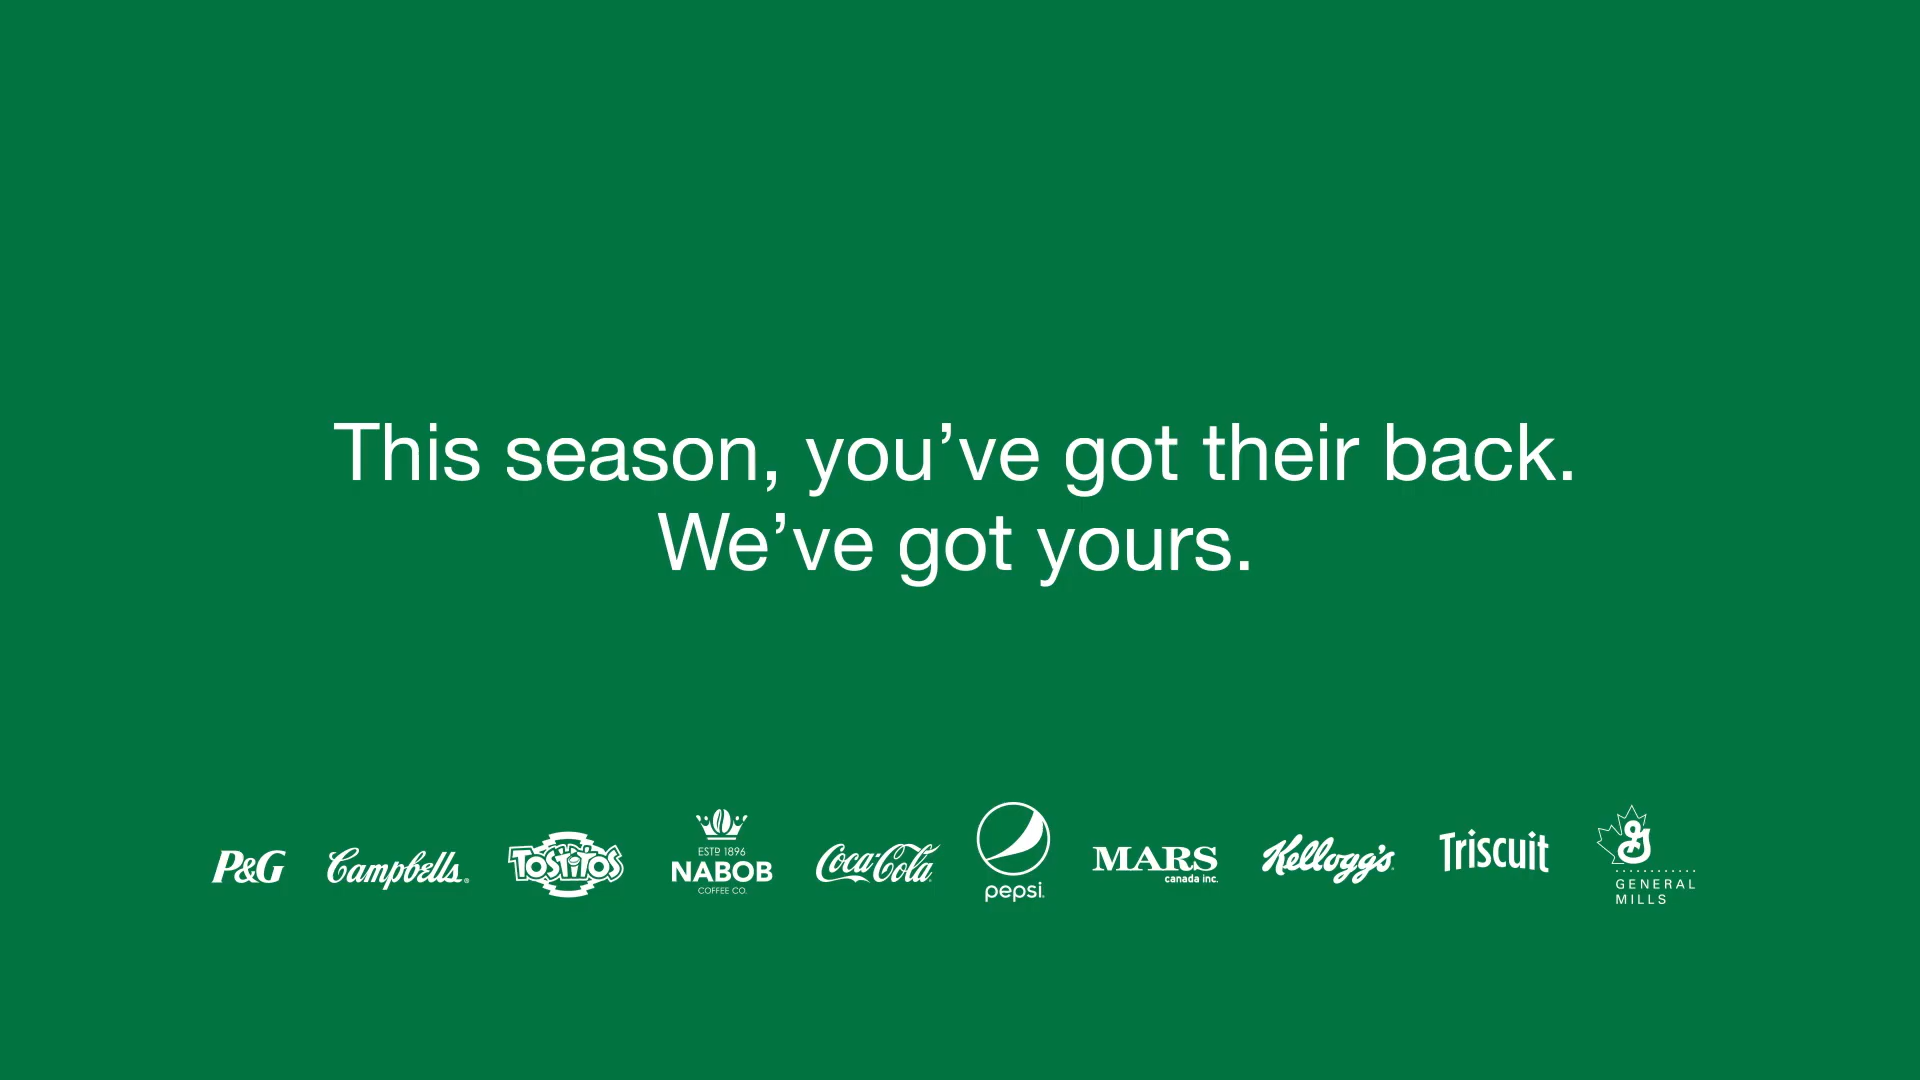 This season, you’ve got their back.
We’ve got yours.
P&G
Campbell's®
TOSTITOS
ESTD 1896
NABOB
COFFEE CO.
Coca-Cola
pepsi
MARS
canada inc.
Kellogg's
Triscuit
G
GENERAL
MILLS